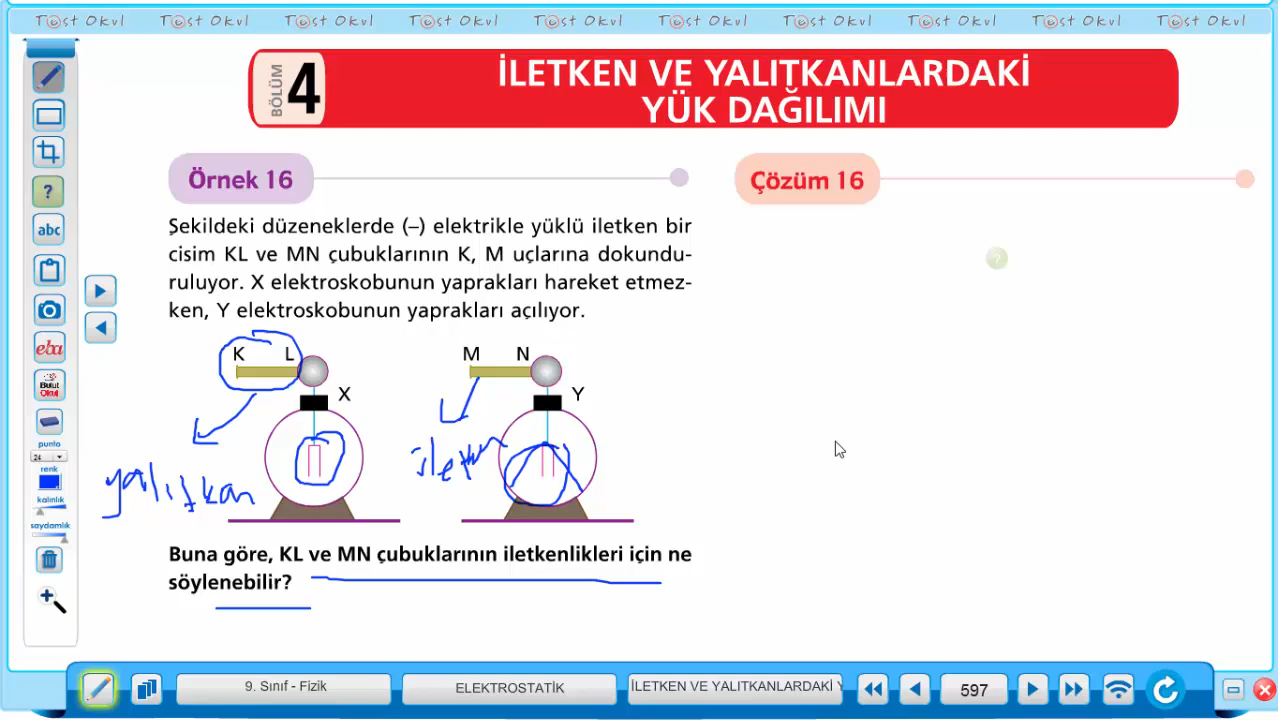 Test Okul Test Okul Test Okul Test Okul Test Okul Test Okul Test Okul Test Okul Test Okul Test Okul
BÖLÜM 4
İLETKEN VE YALITKANLARDAKİ
YÜK DAĞILIMI
Örnek 16
Çözüm 16
Şekildeki düzeneklerde (–) elektrikle yüklü iletken bir
cisim KL ve MN çubuklarının K, M uçlarına dokundu-
ruluyor. X elektroskobunun yaprakları hareket etmez-
ken, Y elektroskobunun yaprakları açılıyor.
K L X
M N Y
yalıtkan
iletken
Buna göre, KL ve MN çubuklarının iletkenlikleri için ne
söylenebilir?
?
?
abc
eba
Bulut
Okul
punto
24
renk
kalınlık
saydamlık
9. Sınıf - Fizik
ELEKTROSTATİK
İLETKEN VE YALITKANLARDAKİ Y
597